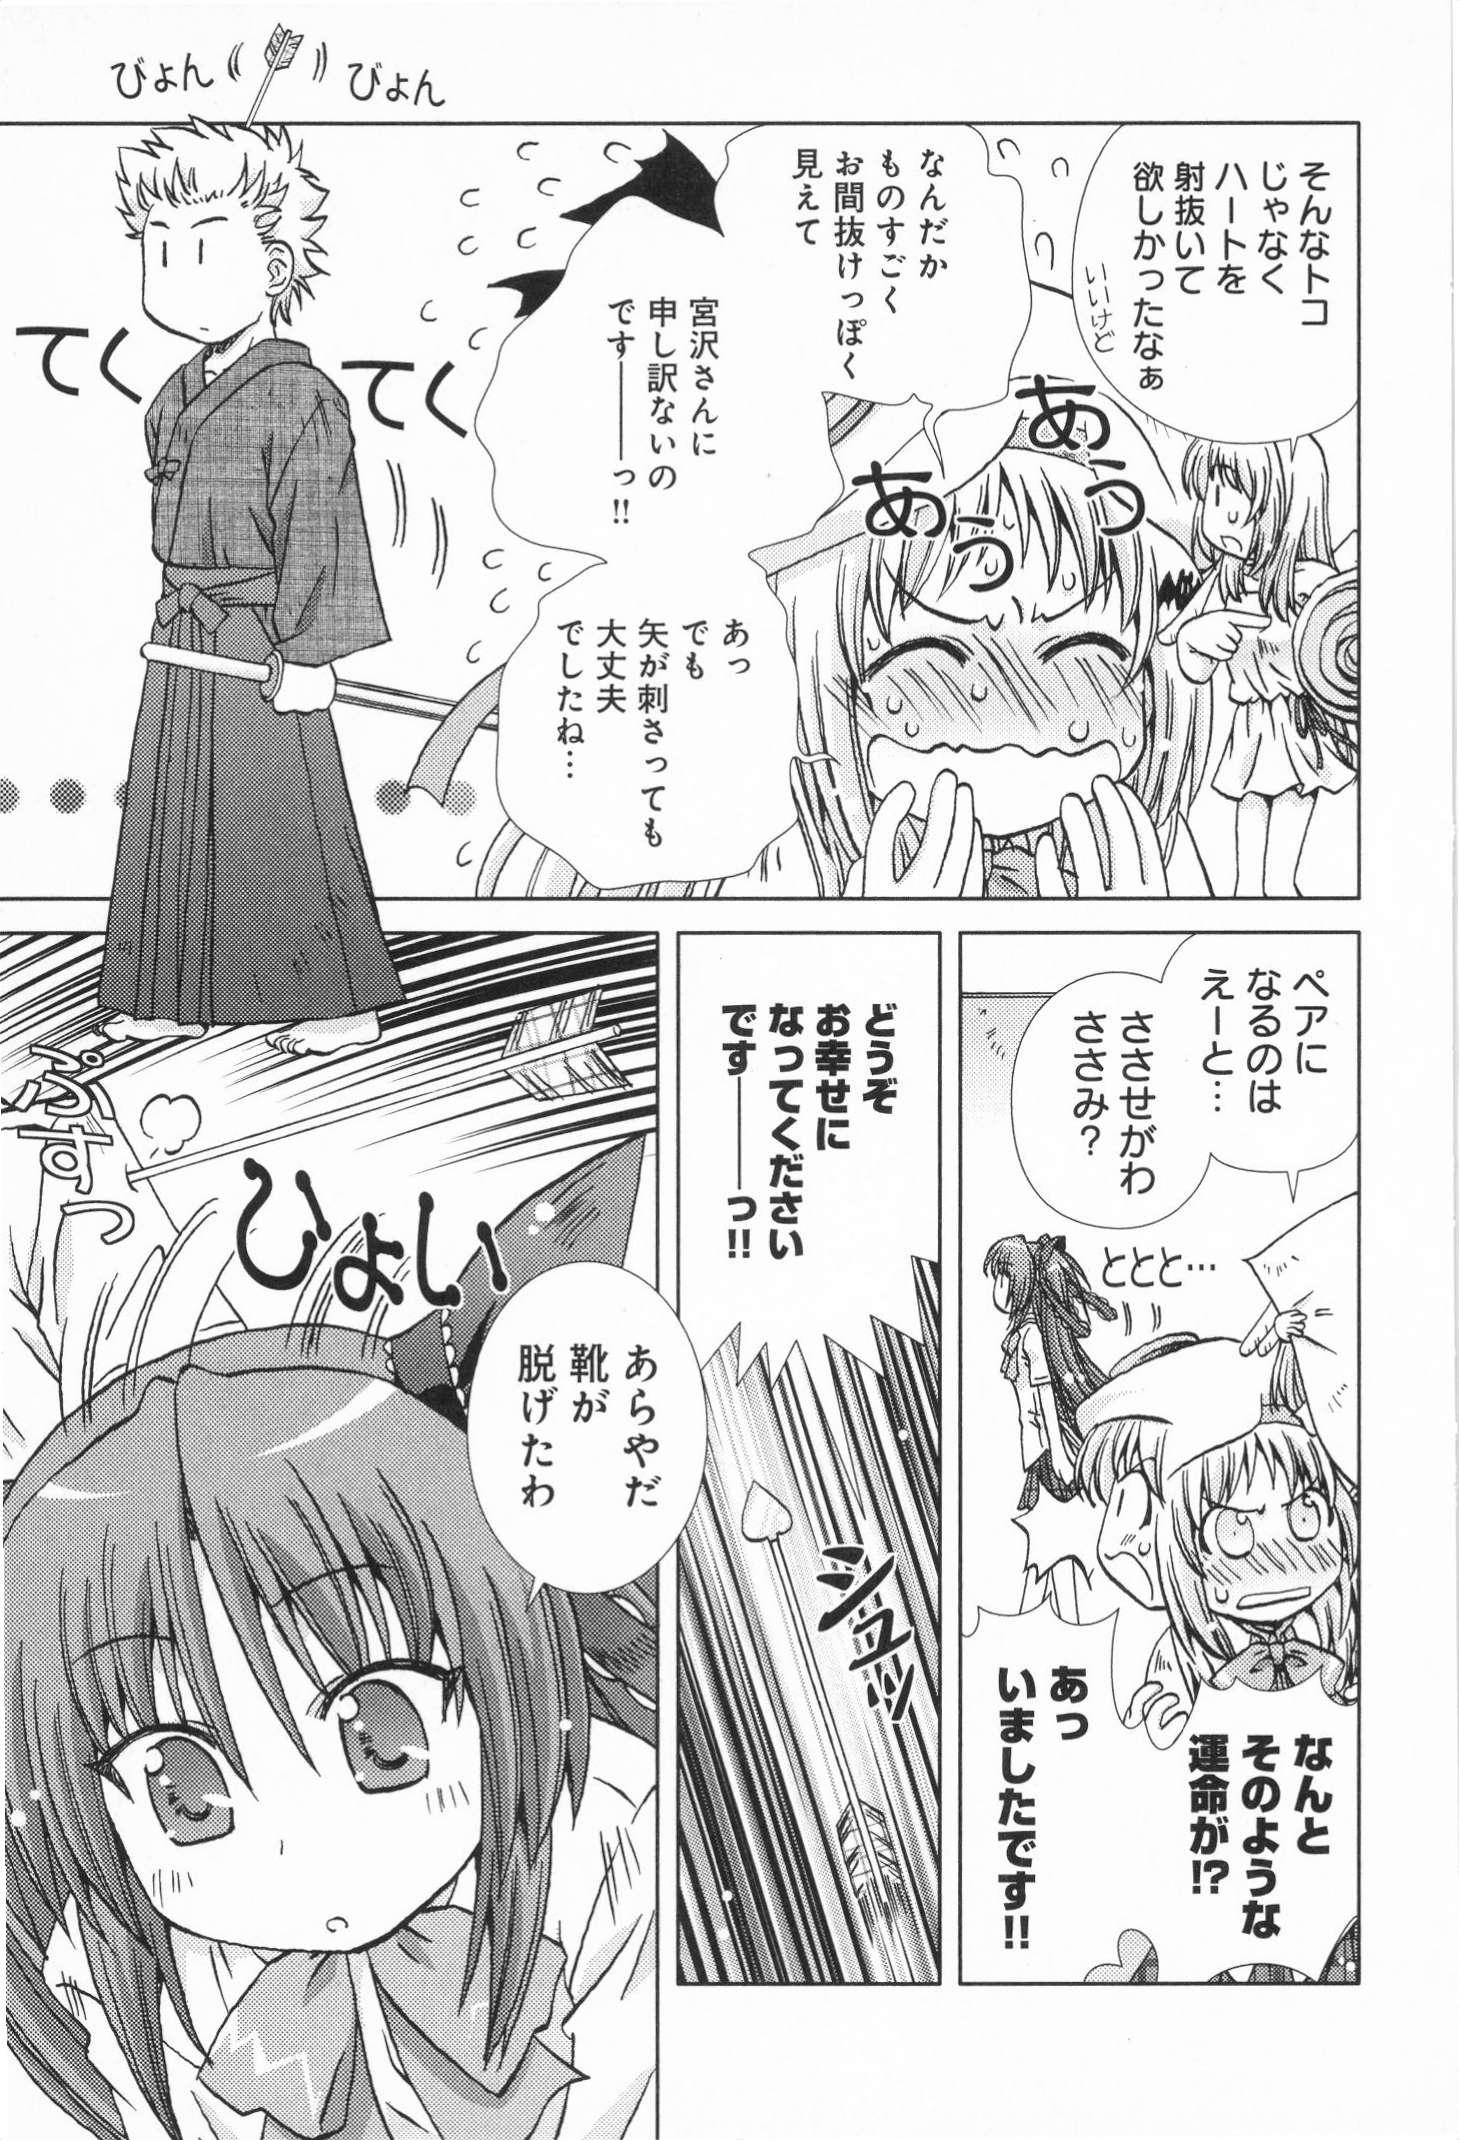 そんなトコ
じゃなく
ハートを
射抜いて
欲しかったなぁ
いいけど
なんだか
ものすごく
お間抜けっぽく
見えて
宮沢さんに
申し訳ないの
です――っ!!
あぅ
あぅっ
あっ
でも
矢が刺さっても
大丈夫
でしたね…
びょん
びょん
てく
てく
ペアに
なるのは
えーと…
ささせがわ
ささみ?
ととと…
なんと
そのような
運命が!?
あっ
いましたです!!
どうぞ
お幸せに
なってください
です――っ!!
シュッ
ぷすっ
ひょい
あらやだ
靴が
脱げたわ